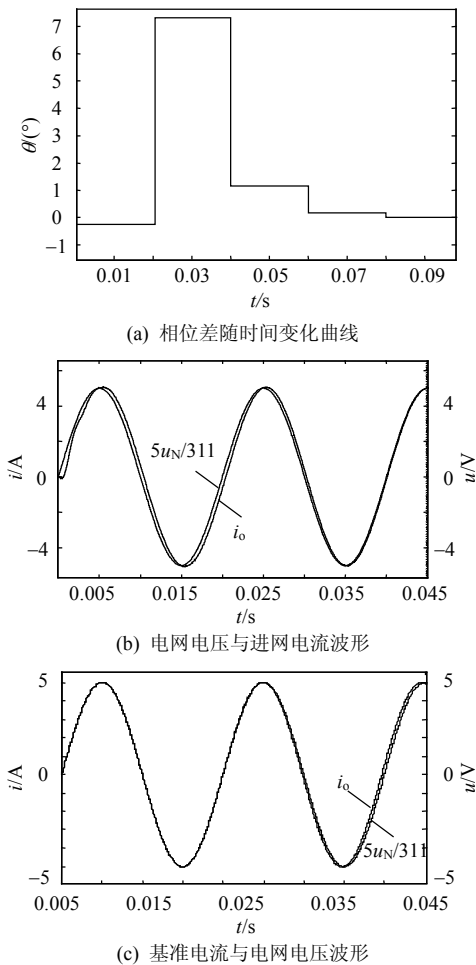 7
6
5
4
3
2
1
0
−1
θ/(°)
0.01 0.03 0.05 0.07 0.09
t/s
(a) 相位差随时间变化曲线
4
0
−4
i/A
5uN/311
io
4
0
−4
u/V
0.005 0.015 0.025 0.035 0.045
t/s
(b) 电网电压与进网电流波形
5
0
−5
i/A
io
5uN/311
5
0
−5
u/V
0.005 0.015 0.025 0.035 0.045
t/s
(c) 基准电流与电网电压波形